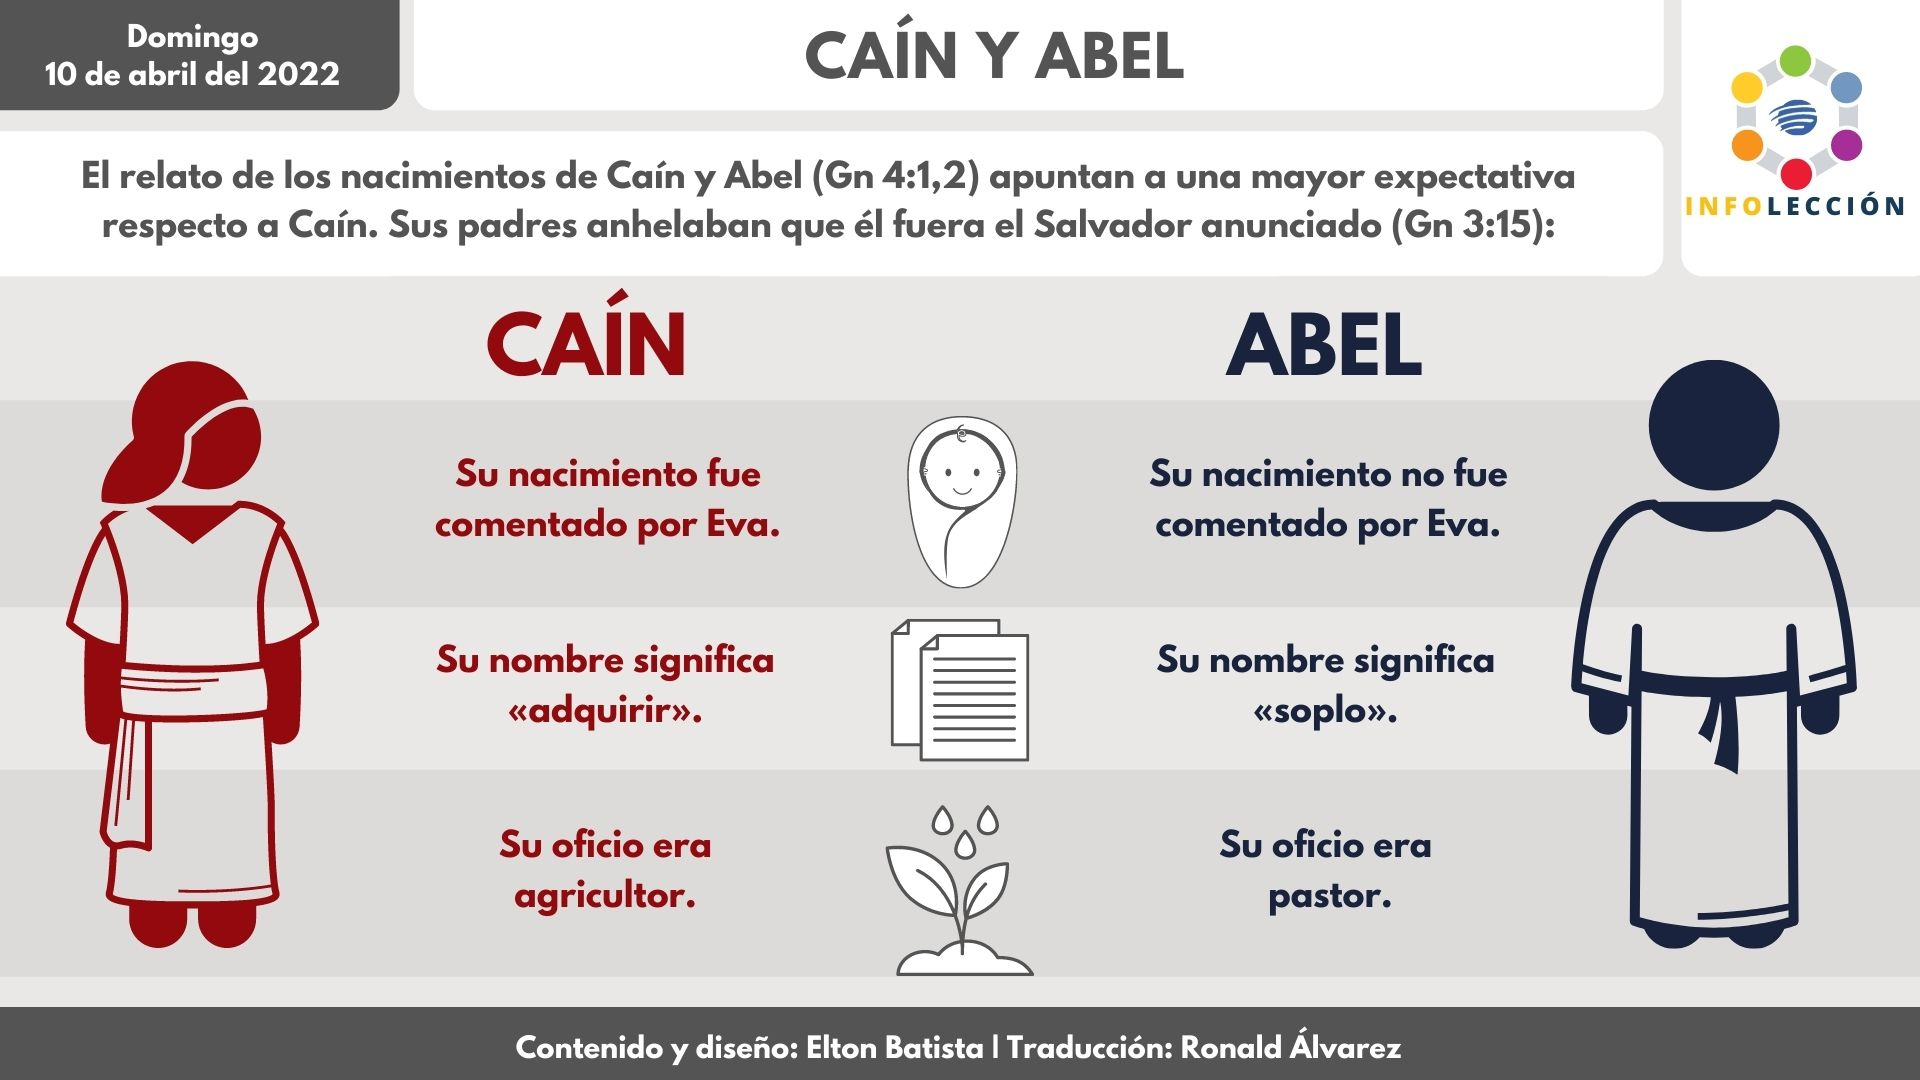 Domingo
10 de abril del 2022
CAÍN Y ABEL
INFOLECCIÓN
El relato de los nacimientos de Caín y Abel (Gn 4:1,2) apuntan a una mayor expectativa
respecto a Caín. Sus padres anhelaban que él fuera el Salvador anunciado (Gn 3:15):
CAÍN
Su nacimiento fue
comentado por Eva.
Su nombre significa
«adquirir».
Su oficio era
agricultor.
ABEL
Su nacimiento no fue
comentado por Eva.
Su nombre significa
«soplo».
Su oficio era
pastor.
Contenido y diseño: Elton Batista | Traducción: Ronald Álvarez